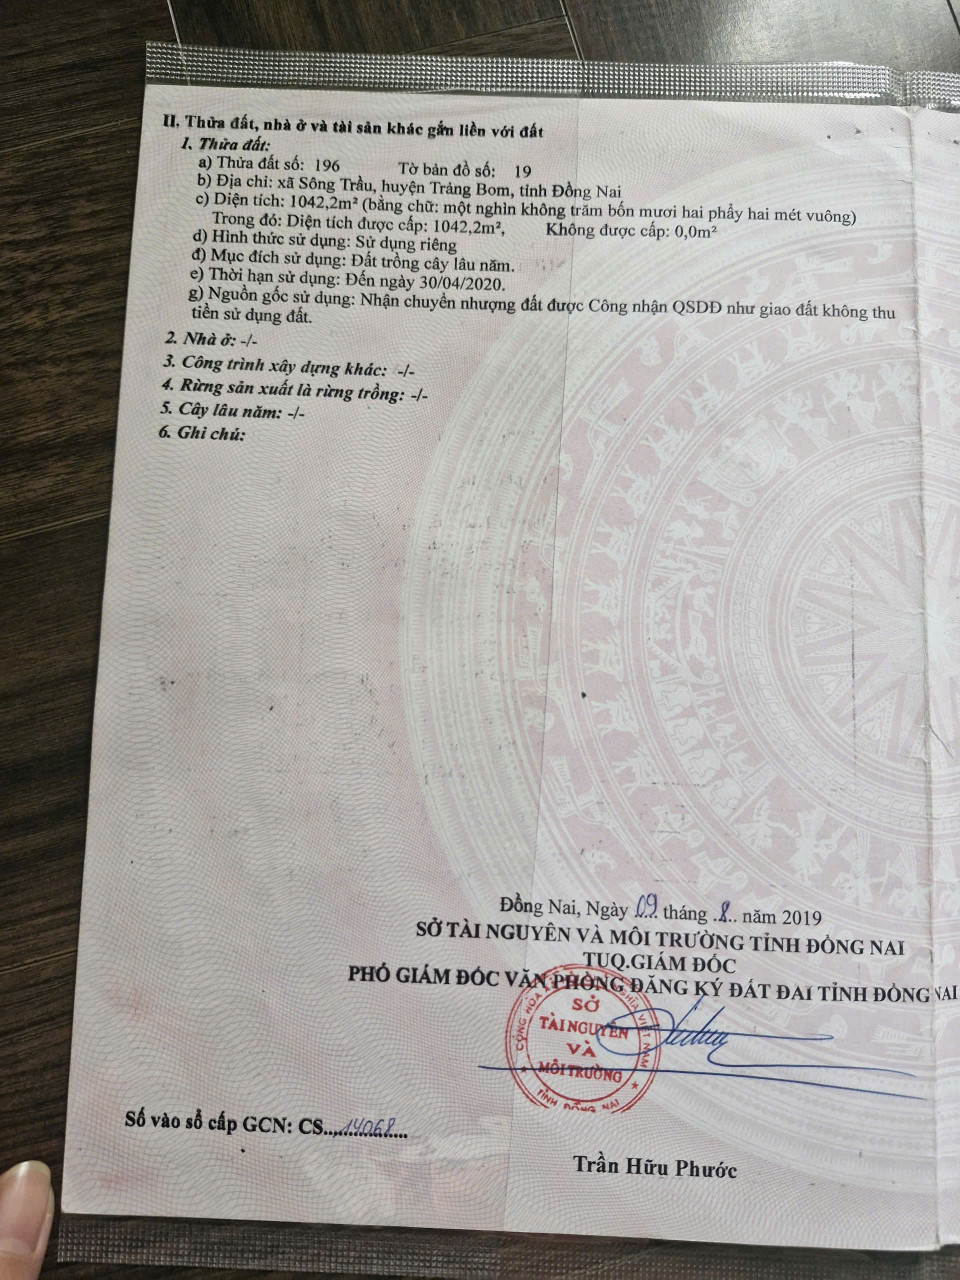 II. Thửa đất, nhà ở và tài sản khác gắn liền với đất
1. Thửa đất:
a) Thửa đất số: 196 Tờ bản đồ số: 19
b) Địa chỉ: xã Sông Trầu, huyện Trảng Bom, tỉnh Đồng Nai
c) Diện tích: 1042,2m² (bằng chữ: một nghìn không trăm bốn mươi hai phẩy hai mét vuông)
Trong đó: Diện tích được cấp: 1042,2m², Không được cấp: 0,0m²
d) Hình thức sử dụng: Sử dụng riêng
đ) Mục đích sử dụng: Đất trồng cây lâu năm.
e) Thời hạn sử dụng: Đến ngày 30/04/2020.
g) Nguồn gốc sử dụng: Nhận chuyển nhượng đất được Công nhận QSDĐ như giao đất không thu
tiền sử dụng đất.
2. Nhà ở: -/-
3. Công trình xây dựng khác: -/-
4. Rừng sản xuất là rừng trồng: -/-
5. Cây lâu năm: -/-
6. Ghi chú:
Đồng Nai, Ngày 09 tháng .8.. năm 2019
SỞ TÀI NGUYÊN VÀ MÔI TRƯỜNG TỈNH ĐỒNG NAI
TUQ.GIÁM ĐỐC
PHÓ GIÁM ĐỐC VĂN PHÒNG ĐĂNG KÝ ĐẤT ĐAI TỈNH ĐỒNG NAI
SỞ
TÀI NGUYÊN
VÀ
MÔI TRƯỜNG
TỈNH ĐỒNG NAI
Số vào sổ cấp GCN: CS....14068....
Trần Hữu Phước